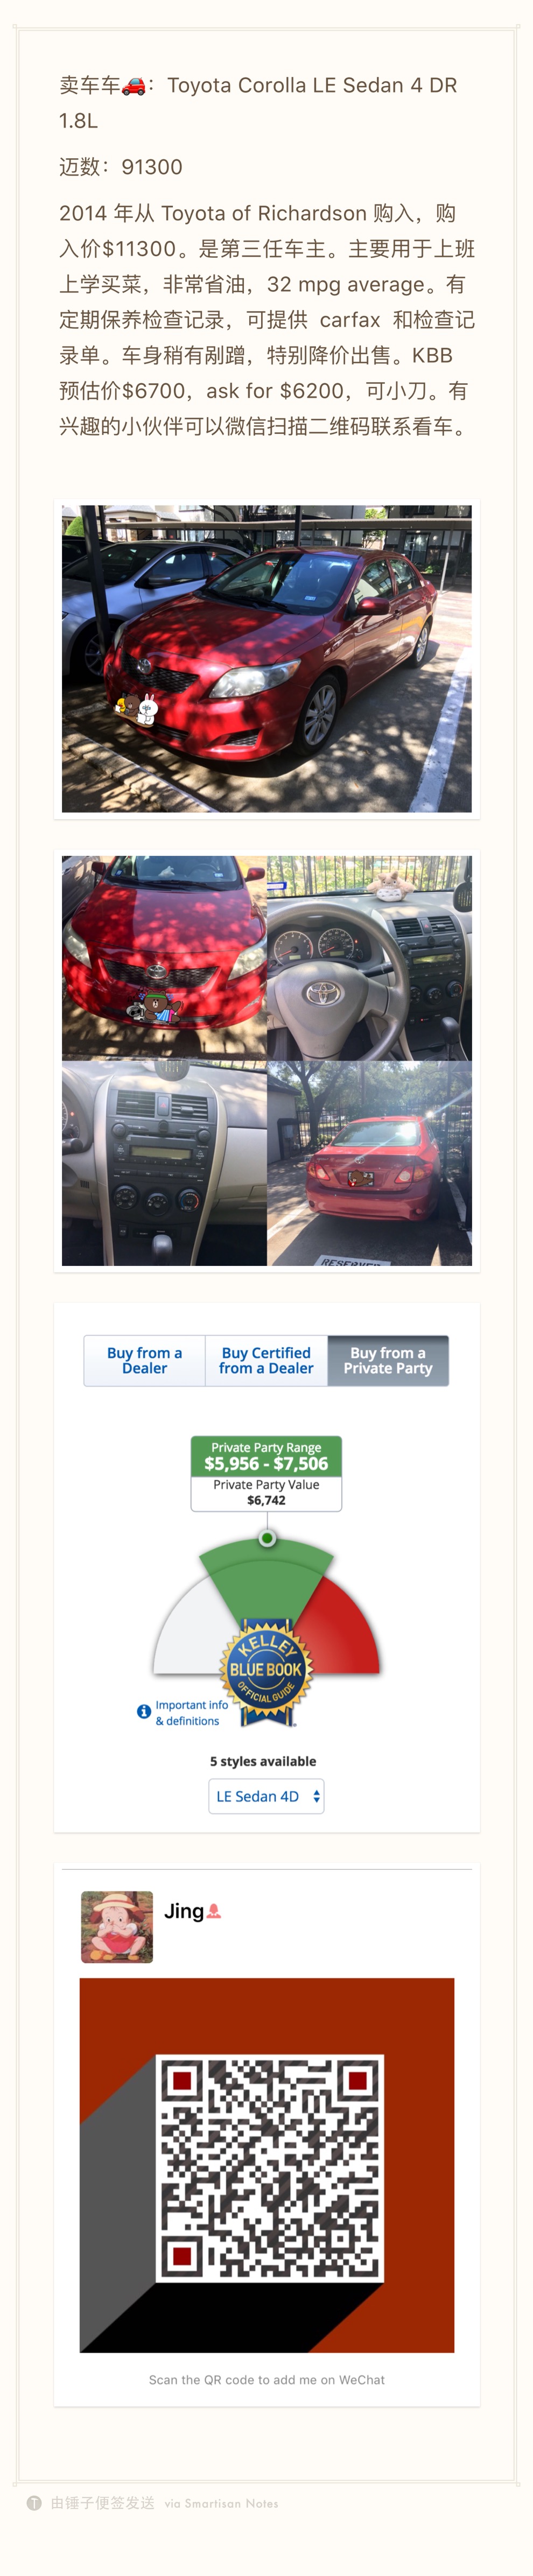 卖车车🚗：Toyota Corolla LE Sedan 4 DR
1.8L
迈数：91300
2014 年从 Toyota of Richardson 购入，购
入价$11300。是第三任车主。主要用于上班
上学买菜，非常省油，32 mpg average。有
定期保养检查记录，可提供 carfax 和检查记
录单。车身稍有剐蹭，特别降价出售。KBB
预估价$6700，ask for $6200，可小刀。有
兴趣的小伙伴可以微信扫描二维码联系看车。
RESERVED
Buy from a
Dealer
Buy Certified
from a Dealer
Buy from a
Private Party
Private Party Range
$5,956 - $7,506
Private Party Value
$6,742
KELLEY
BLUE BOOK
OFFICIAL GUIDE
Important info
& definitions
5 styles available
LE Sedan 4D
Jing
Scan the QR code to add me on WeChat
由锤子便签发送 via Smartisan Notes